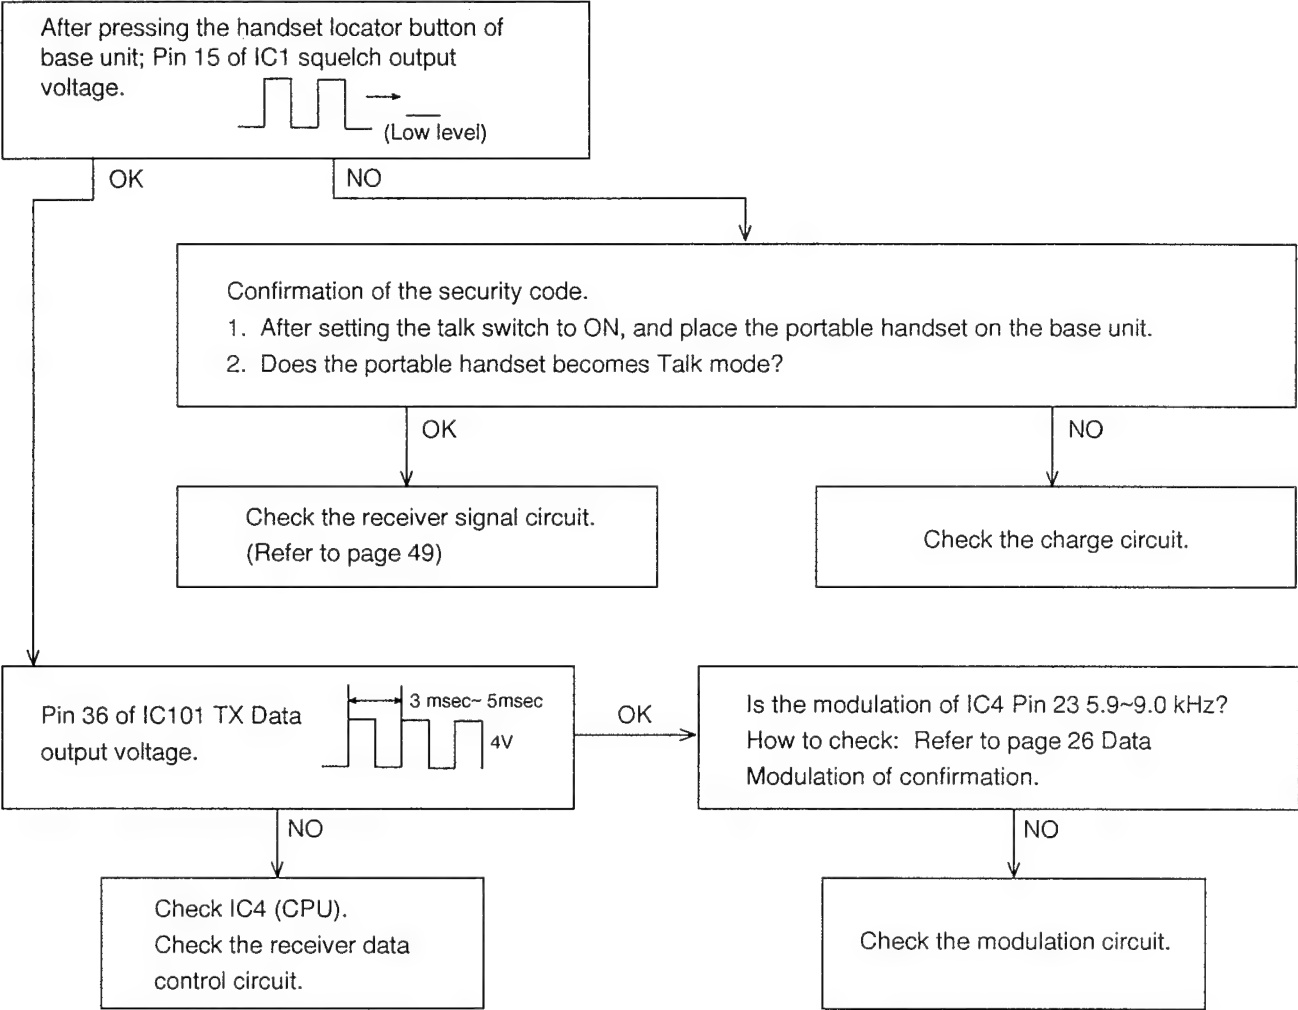 After pressing the handset locator button of
base unit; Pin 15 of IC1 squelch output
voltage.
(Low level)
OK
NO
Confirmation of the security code.
1. After setting the talk switch to ON, and place the portable handset on the base unit.
2. Does the portable handset becomes Talk mode?
OK
NO
Check the receiver signal circuit.
(Refer to page 49)
Check the charge circuit.
Pin 36 of IC101 TX Data
output voltage.
3 msec~ 5msec
4V
OK
Is the modulation of IC4 Pin 23 5.9~9.0 kHz?
How to check: Refer to page 26 Data
Modulation of confirmation.
NO
NO
Check IC4 (CPU).
Check the receiver data
control circuit.
Check the modulation circuit.